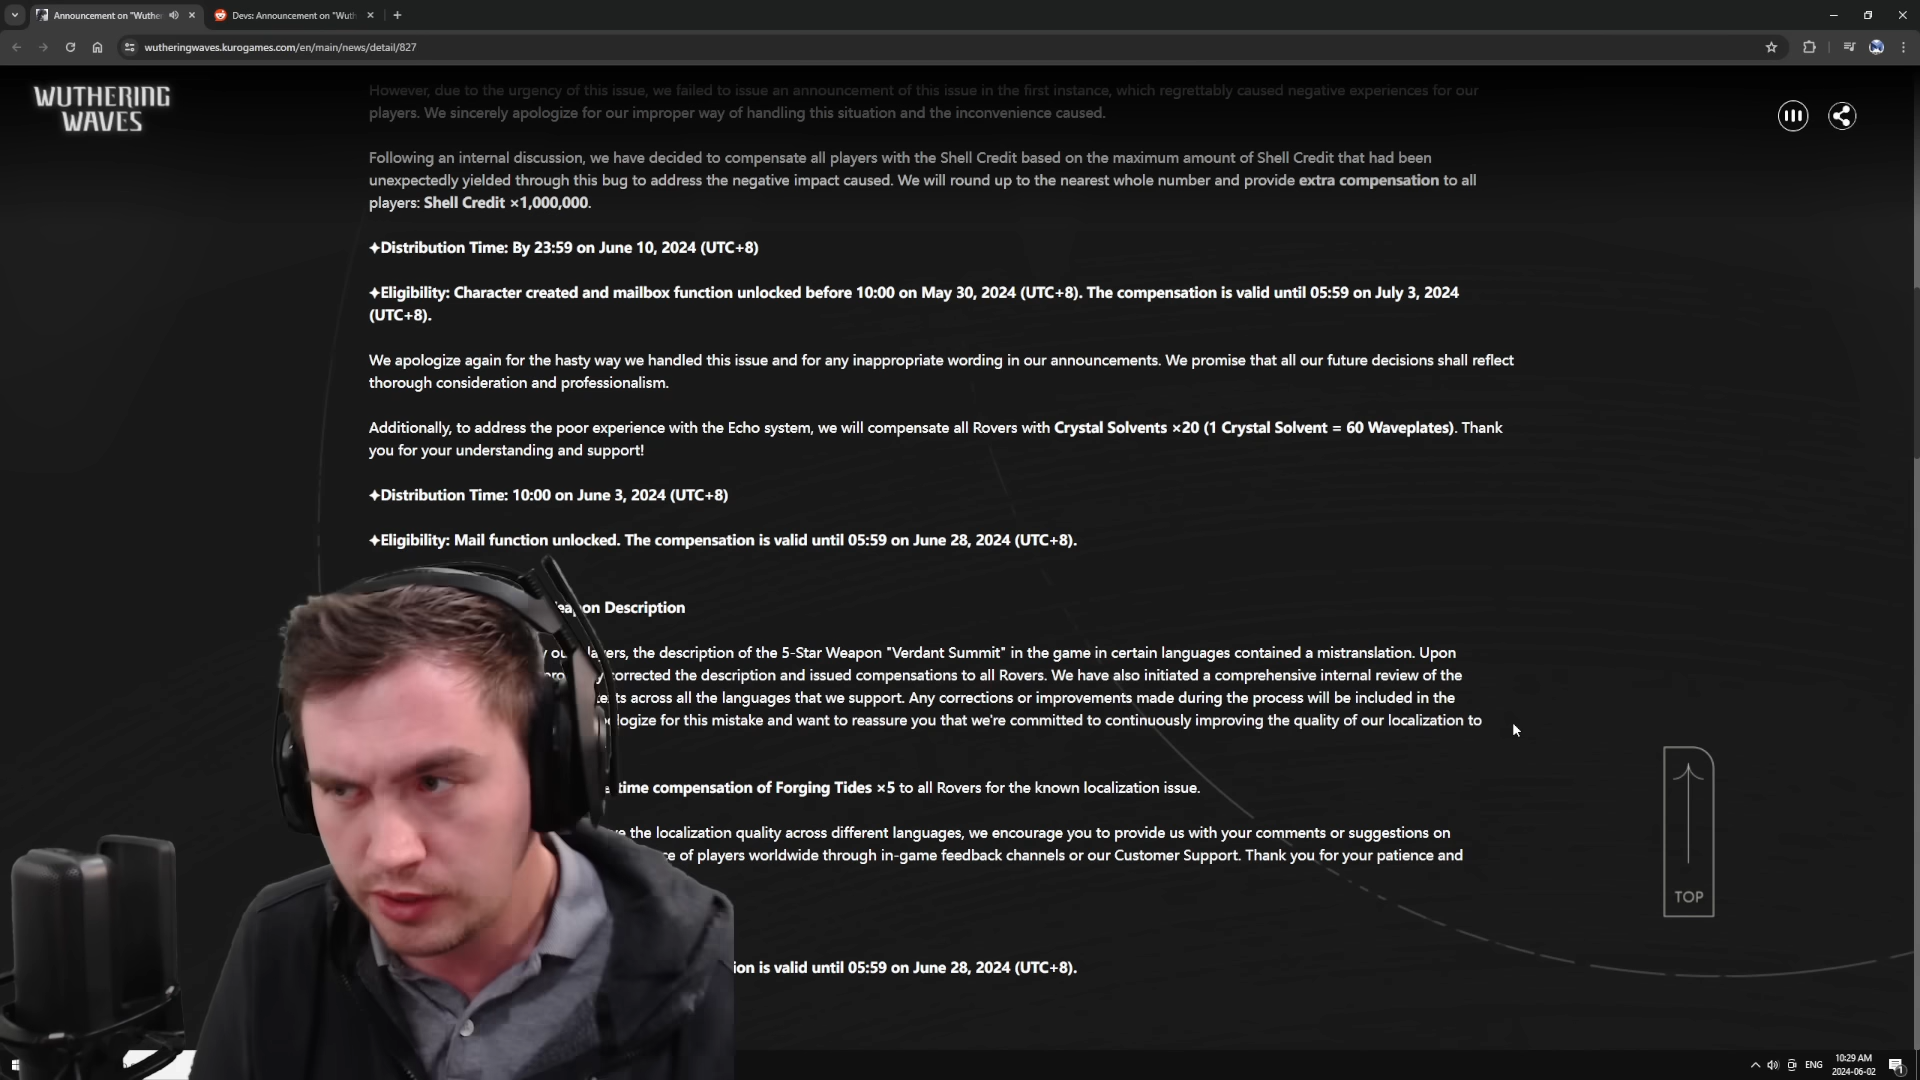 Announcement on "Wuthe
Devs: Announcement on "Wuth
wutheringwaves.kurogames.com/en/main/news/detail/827
WUTHERING
WAVES
However, due to the urgency of this issue, we failed to issue an announcement of this issue in the first instance, which regrettably caused negative experiences for our
players. We sincerely apologize for our improper way of handling this situation and the inconvenience caused.
Following an internal discussion, we have decided to compensate all players with the Shell Credit based on the maximum amount of Shell Credit that had been
unexpectedly yielded through this bug to address the negative impact caused. We will round up to the nearest whole number and provide extra compensation to all
players: Shell Credit ×1,000,000.
✦Distribution Time: By 23:59 on June 10, 2024 (UTC+8)
✦Eligibility: Character created and mailbox function unlocked before 10:00 on May 30, 2024 (UTC+8). The compensation is valid until 05:59 on July 3, 2024
(UTC+8).
We apologize again for the hasty way we handled this issue and for any inappropriate wording in our announcements. We promise that all our future decisions shall reflect
thorough consideration and professionalism.
Additionally, to address the poor experience with the Echo system, we will compensate all Rovers with Crystal Solvents ×20 (1 Crystal Solvent = 60 Waveplates). Thank
you for your understanding and support!
✦Distribution Time: 10:00 on June 3, 2024 (UTC+8)
✦Eligibility: Mail function unlocked. The compensation is valid until 05:59 on June 28, 2024 (UTC+8).
eapon Description
the description of the 5-Star Weapon "Verdant Summit" in the game in certain languages contained a mistranslation. Upon
corrected the description and issued compensations to all Rovers. We have also initiated a comprehensive internal review of the
across all the languages that we support. Any corrections or improvements made during the process will be included in the
logize for this mistake and want to reassure you that we're committed to continuously improving the quality of our localization to
time compensation of Forging Tides ×5 to all Rovers for the known localization issue.
the localization quality across different languages, we encourage you to provide us with your comments or suggestions on
ce of players worldwide through in-game feedback channels or our Customer Support. Thank you for your patience and
ion is valid until 05:59 on June 28, 2024 (UTC+8).
TOP
ENG
10:29 AM
2024-06-02